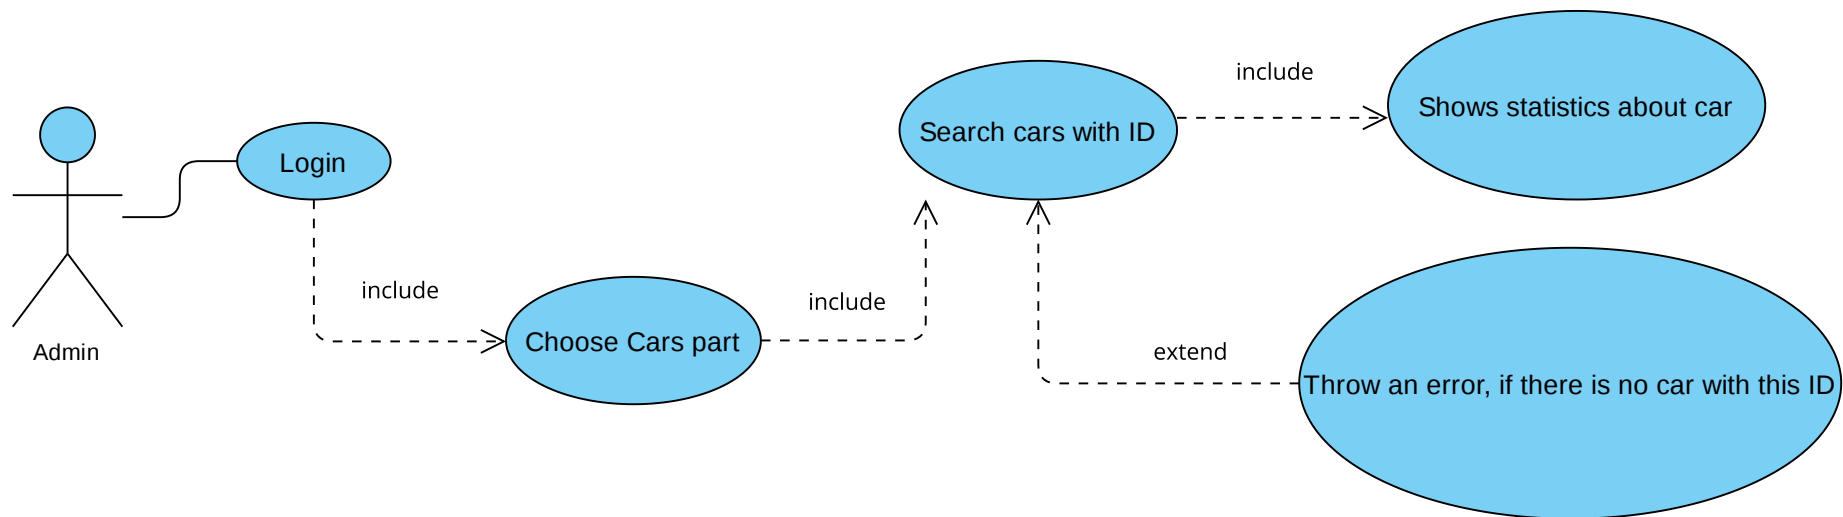 include
Shows statistics about car
Search cars with ID
Login
include
include
Choose Cars part
extend
Admin
Throw an error, if there is no car with this ID